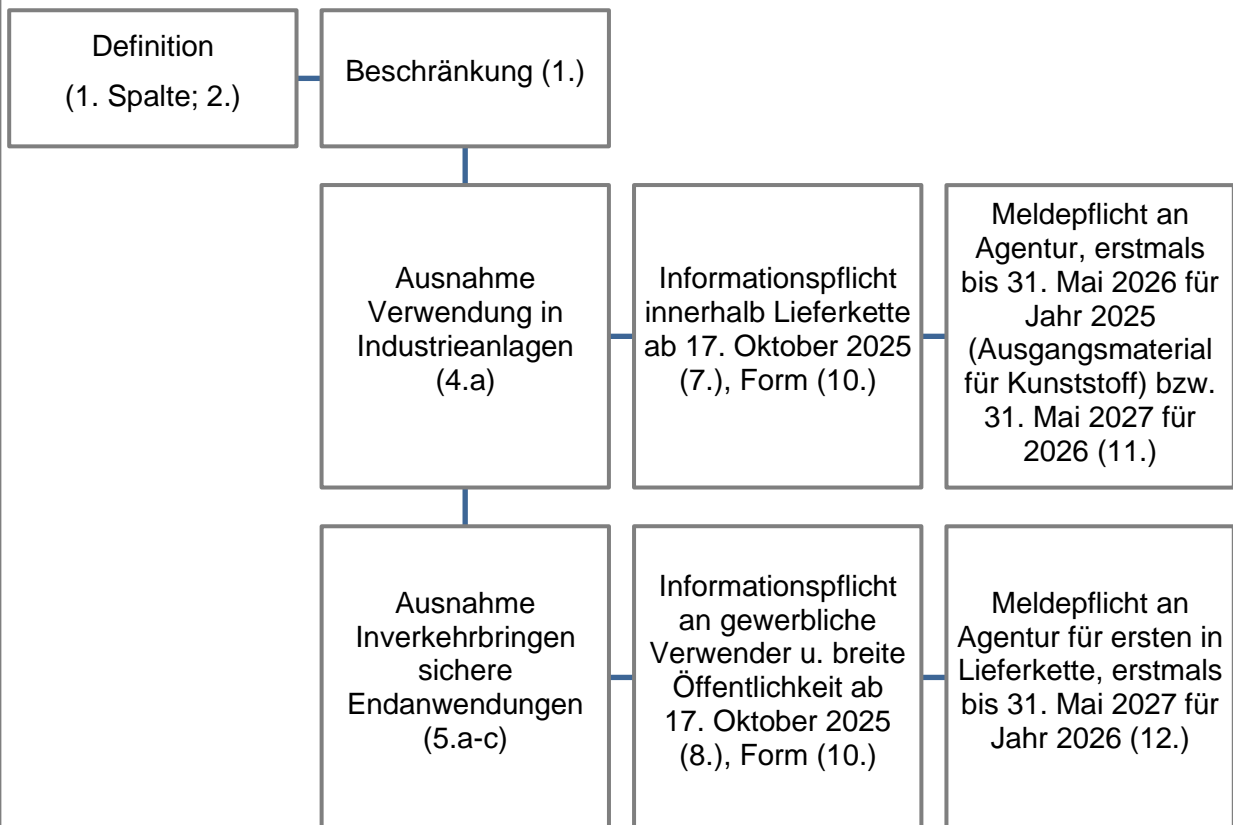 Definition
(1. Spalte; 2.)
Beschränkung (1.)
Ausnahme
Verwendung in
Industrieanlagen
(4.a)
Informationspflicht
innerhalb Lieferkette
ab 17. Oktober 2025
(7.), Form (10.)
Meldepflicht an
Agentur, erstmals
bis 31. Mai 2026 für
Jahr 2025
(Ausgangsmaterial
für Kunststoff) bzw.
31. Mai 2027 für
2026 (11.)
Ausnahme
Inverkehrbringen
sichere
Endanwendungen
(5.a-c)
Informationspflicht
an gewerbliche
Verwender u. breite
Öffentlichkeit ab
17. Oktober 2025
(8.), Form (10.)
Meldepflicht an
Agentur für ersten in
Lieferkette, erstmals
bis 31. Mai 2027 für
Jahr 2026 (12.)